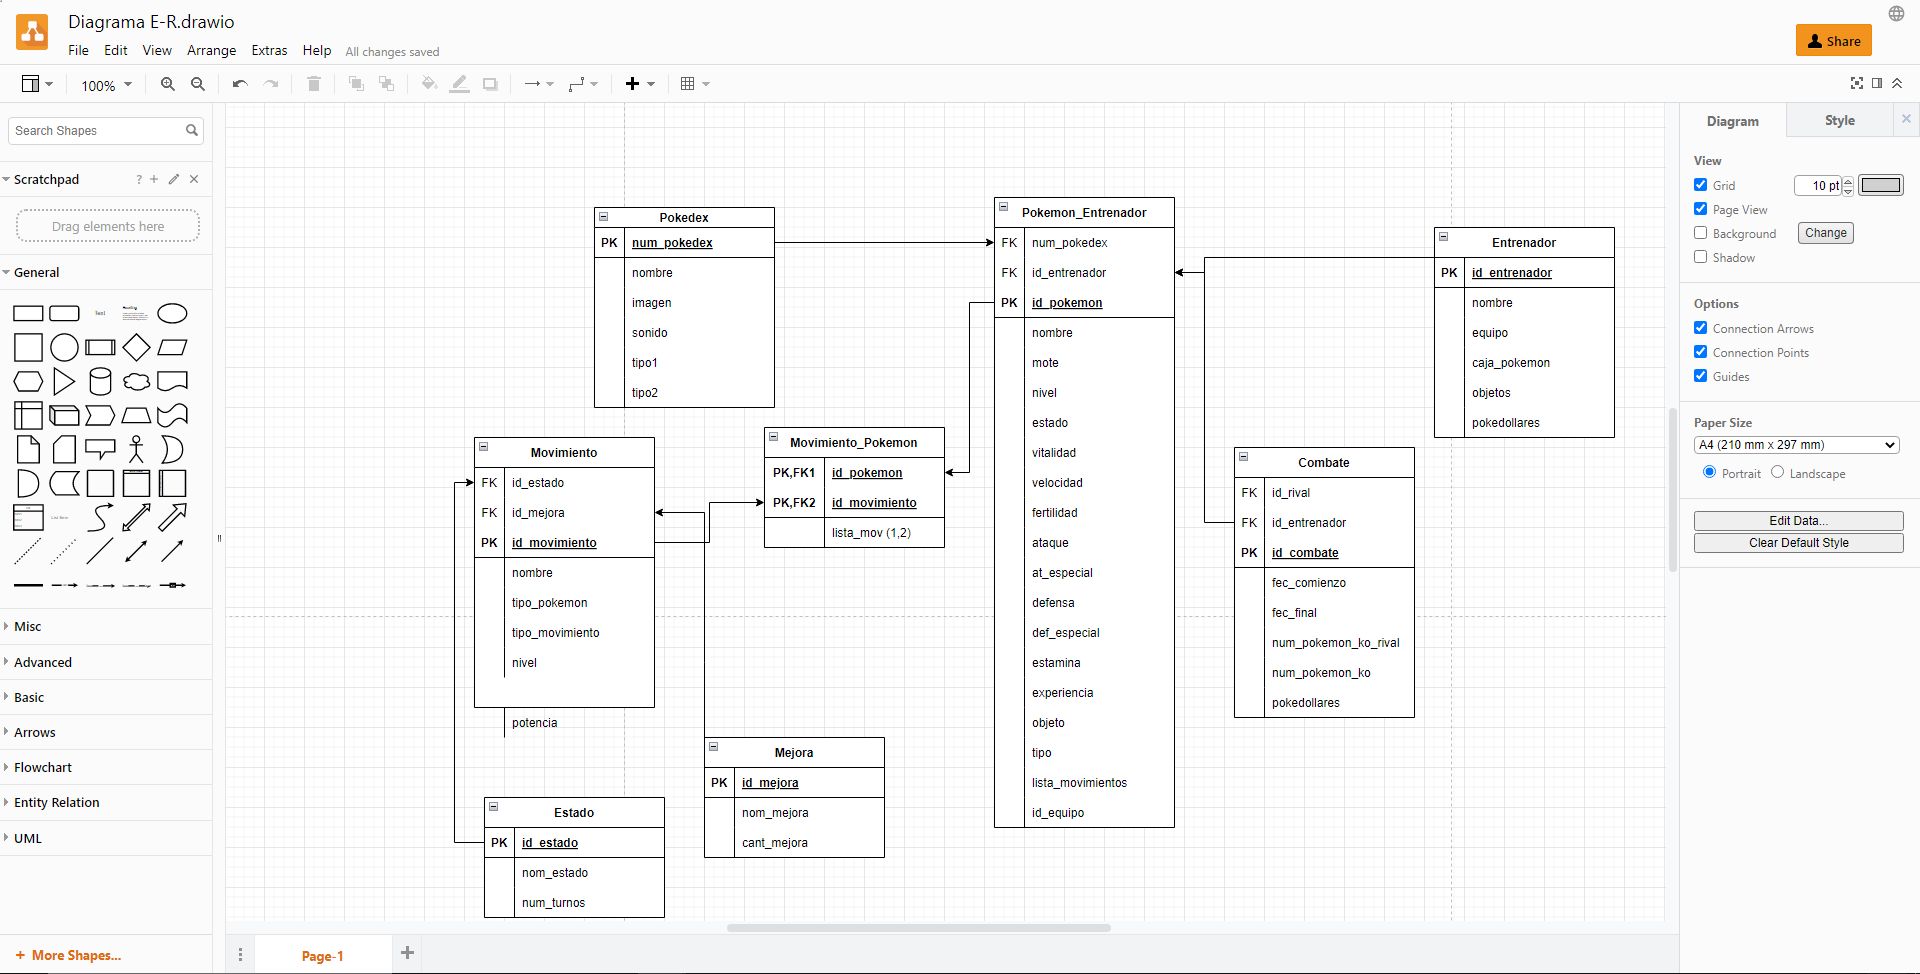 Diagrama E-R.drawio
File Edit View Arrange Extras Help All changes saved
Share
100%
Search Shapes
Scratchpad
?
Drag elements here
General
Text
Heading
Misc
Advanced
Basic
Arrows
Flowchart
Entity Relation
UML
+ More Shapes...
Pokedex
PK num_pokedex
nombre
imagen
sonido
tipo1
tipo2
Pokemon_Entrenador
FK num_pokedex
FK id_entrenador
PK id_pokemon
nombre
mote
nivel
estado
vitalidad
velocidad
fertilidad
ataque
at_especial
defensa
def_especial
estamina
experiencia
objeto
tipo
lista_movimientos
id_equipo
Entrenador
PK id_entrenador
nombre
equipo
caja_pokemon
objetos
pokedollares
Movimiento
FK id_estado
FK id_mejora
PK id_movimiento
nombre
tipo_pokemon
tipo_movimiento
nivel
potencia
Movimiento_Pokemon
PK,FK1 id_pokemon
PK,FK2 id_movimiento
lista_mov (1,2)
Combate
FK id_rival
FK id_entrenador
PK id_combate
fec_comienzo
fec_final
num_pokemon_ko_rival
num_pokemon_ko
pokedollares
Mejora
PK id_mejora
nom_mejora
cant_mejora
Estado
PK id_estado
nom_estado
num_turnos
Page-1
Diagram Style
View
Grid 10 pt
Page View
Background Change
Shadow
Options
Connection Arrows
Connection Points
Guides
Paper Size
A4 (210 mm x 297 mm)
Portrait Landscape
Edit Data...
Clear Default Style